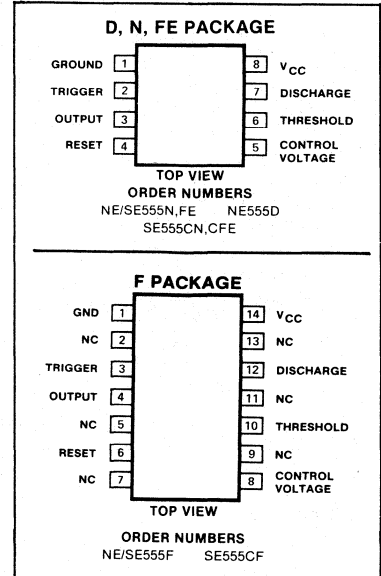 D, N, FE PACKAGE
GROUND 1
8 VCC
TRIGGER 2
7 DISCHARGE
OUTPUT 3
6 THRESHOLD
RESET 4
5 CONTROL
VOLTAGE
TOP VIEW
ORDER NUMBERS
NE/SE555N,FE NE555D
SE555CN,CFE
F PACKAGE
GND 1
14 VCC
NC 2
13 NC
TRIGGER 3
12 DISCHARGE
OUTPUT 4
11 NC
NC 5
10 THRESHOLD
RESET 6
9 NC
NC 7
8 CONTROL
VOLTAGE
TOP VIEW
ORDER NUMBERS
NE/SE555F SE555CF